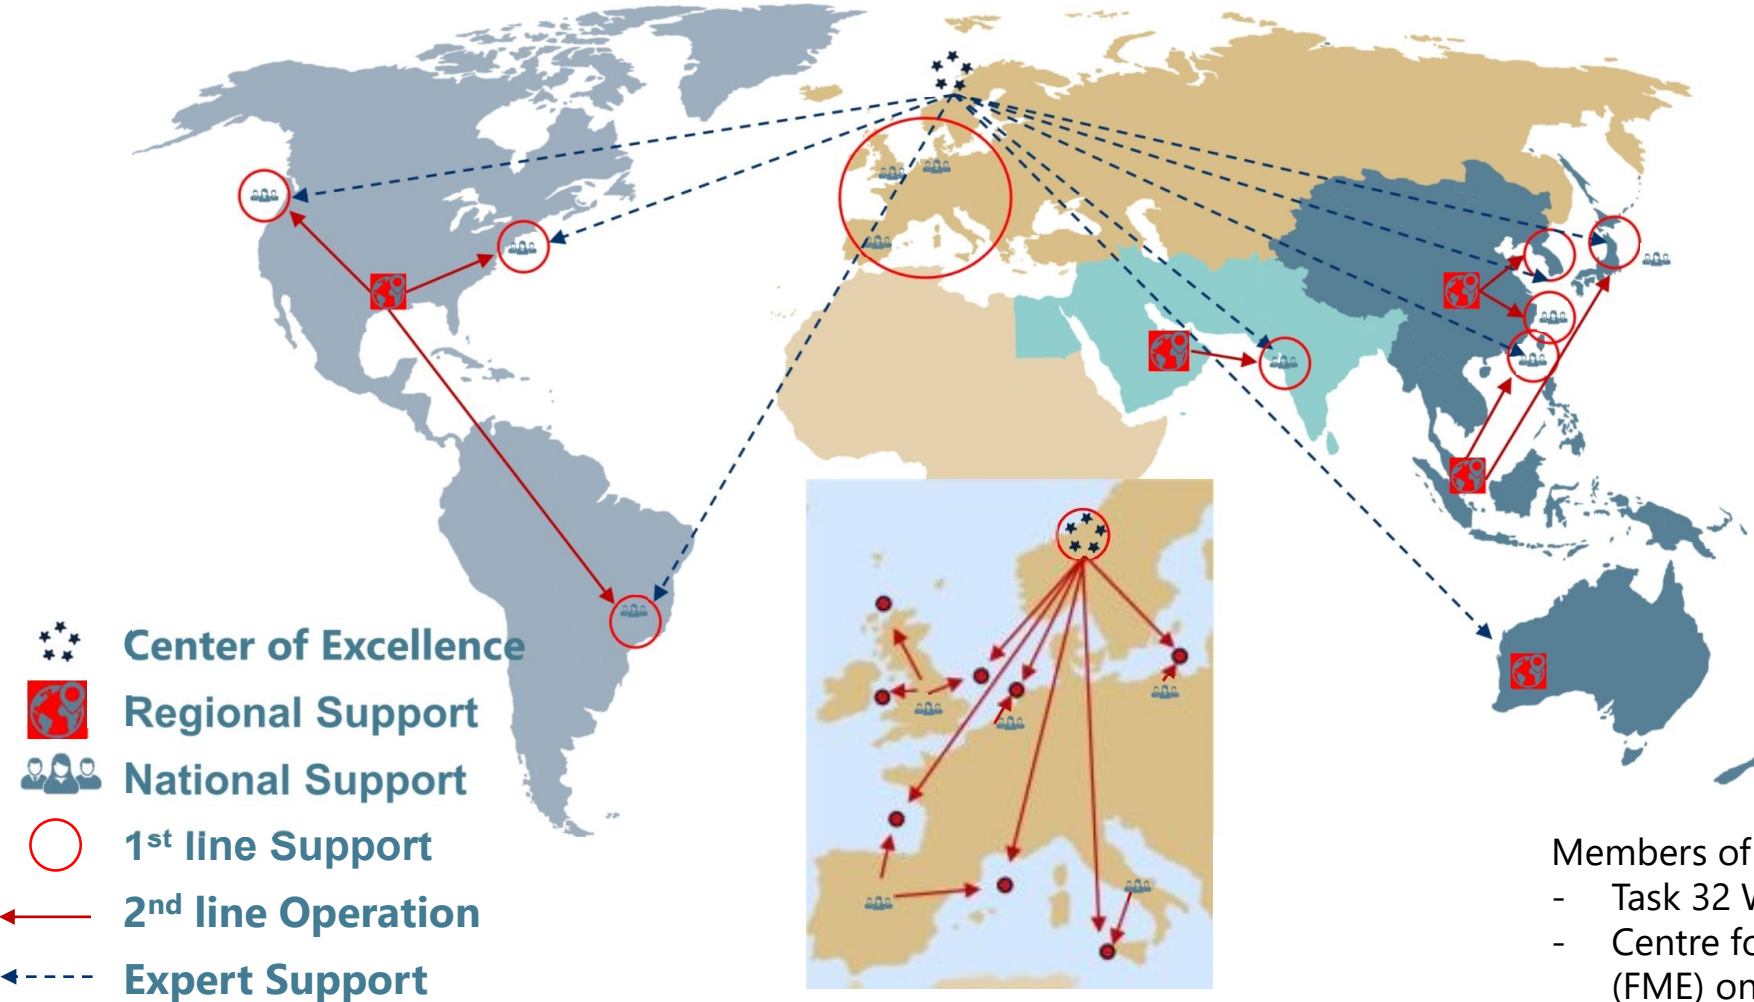 Center of Excellence
Regional Support
National Support
1st line Support
2nd line Operation
Expert Support
Members of
- Task 32
- Centre
(FME) on